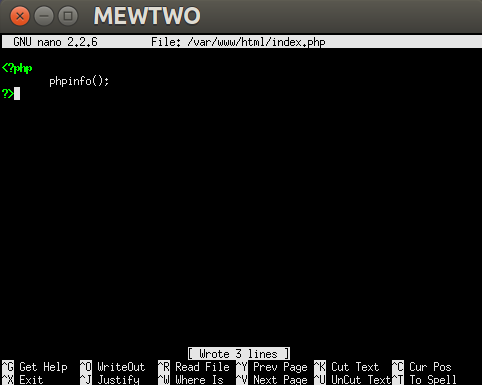 MEWTWO
GNU nano 2.2.6 File: /var/www/html/index.php
<?php
phpinfo();
?>
[ Wrote 3 lines ]
^G Get Help ^O WriteOut ^R Read File ^Y Prev Page ^K Cut Text ^C Cur Pos
^X Exit ^J Justify ^W Where Is ^V Next Page ^U UnCut Text ^T To Spell